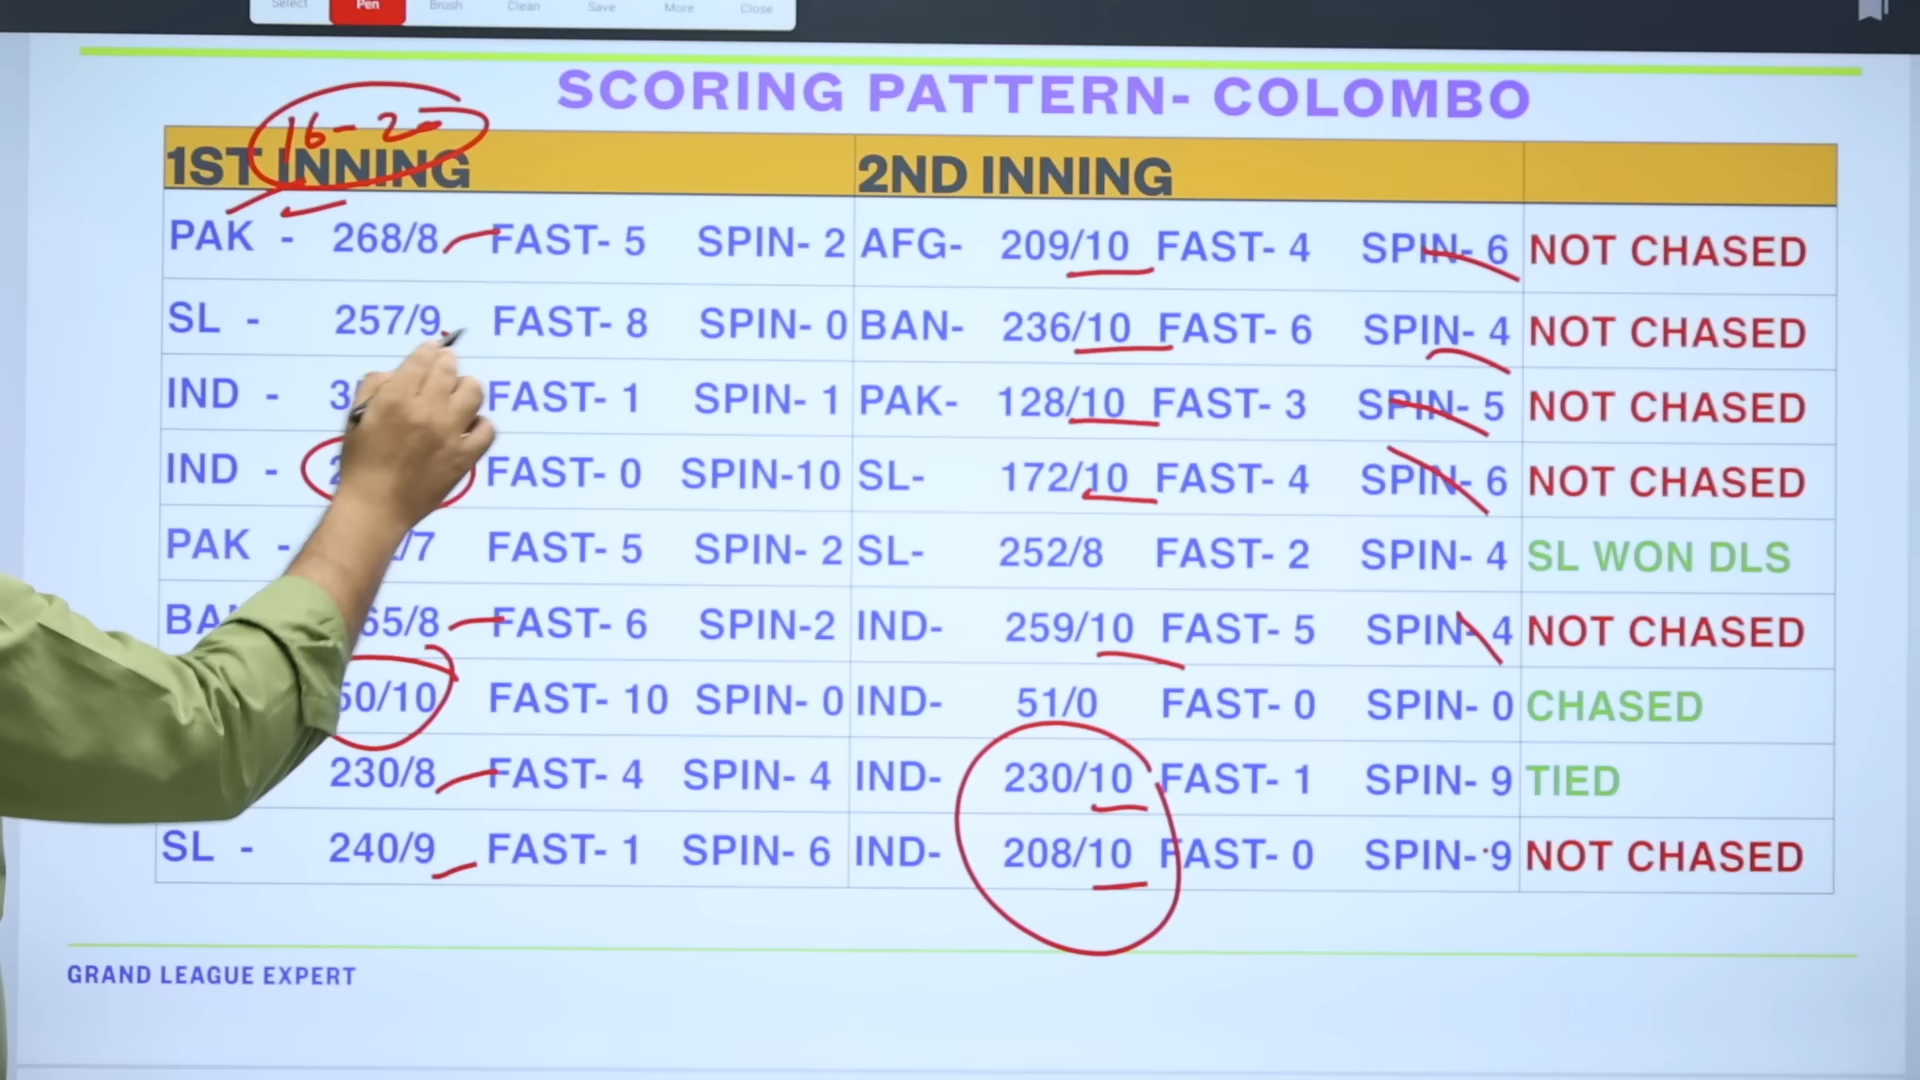 Select Pen Brush Clean Save More Close
SCORING PATTERN- COLOMBO
16-2
1ST INNING 2ND INNING
PAK - 268/8 FAST- 5 SPIN- 2 AFG- 209/10 FAST- 4 SPIN- 6 NOT CHASED
SL - 257/9 FAST- 8 SPIN- 0 BAN- 236/10 FAST- 6 SPIN- 4 NOT CHASED
IND - FAST- 1 SPIN- 1 PAK- 128/10 FAST- 3 SPIN- 5 NOT CHASED
IND - FAST- 0 SPIN-10 SL- 172/10 FAST- 4 SPIN- 6 NOT CHASED
PAK - /7 FAST- 5 SPIN- 2 SL- 252/8 FAST- 2 SPIN- 4 SL WON DLS
65/8 FAST- 6 SPIN-2 IND- 259/10 FAST- 5 SPIN- 4 NOT CHASED
50/10 FAST- 10 SPIN- 0 IND- 51/0 FAST- 0 SPIN- 0 CHASED
230/8 FAST- 4 SPIN- 4 IND- 230/10 FAST- 1 SPIN- 9 TIED
SL - 240/9 FAST- 1 SPIN- 6 IND- 208/10 FAST- 0 SPIN- 9 NOT CHASED
GRAND LEAGUE EXPERT